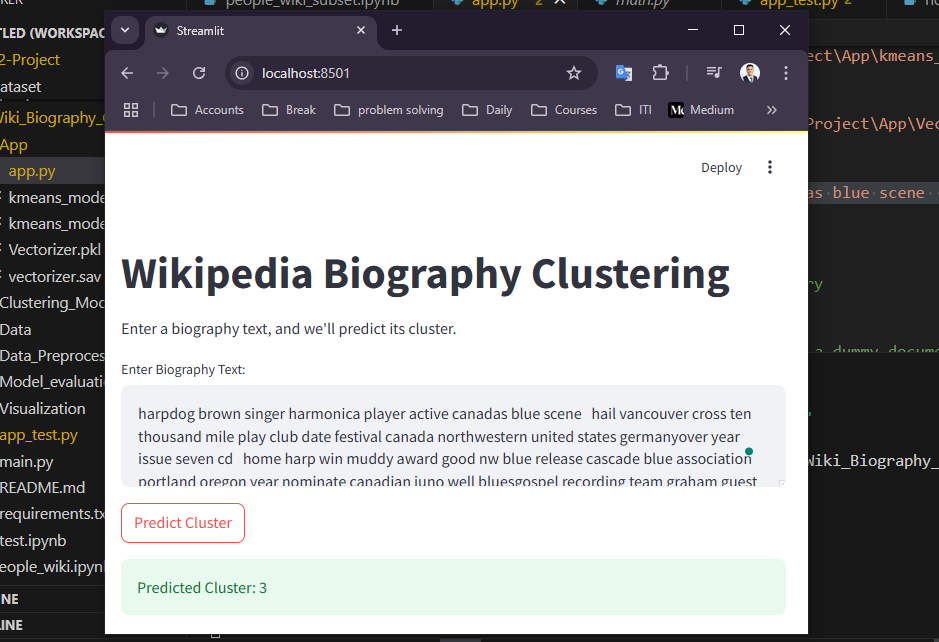 people_wiki_subset.ipynb
app.py 2
math.py
app_test.py 2
TLED (WORKSPAC
2-Project
ataset
Wiki_Biography_
App
app.py
kmeans_mode
kmeans_mode
Vectorizer.pkl
vectorizer.sav
Clustering_Mod
Data
Data_Preproces
Model_evaluati
Visualization
app_test.py
main.py
README.md
requirements.tx
test.ipynb
eople_wiki.ipyn
NE
LINE
Streamlit
localhost:8501
Accounts
Break
problem solving
Daily
Courses
ITI
Medium
Deploy
Wikipedia Biography Clustering
Enter a biography text, and we'll predict its cluster.
Enter Biography Text:
harpdog brown singer harmonica player active canadas blue scene hail vancouver cross ten
thousand mile play club date festival canada northwestern united states germanyover year
issue seven cd home harp win muddy award good nw blue release cascade blue association
portland oregon year nominate canadian juno well bluesgospel recording team graham guest
Predict Cluster
Predicted Cluster: 3
ect\App\kmeans_
Project\App\Vec
as blue scene
ry
a dummy docume
Wiki_Biography_